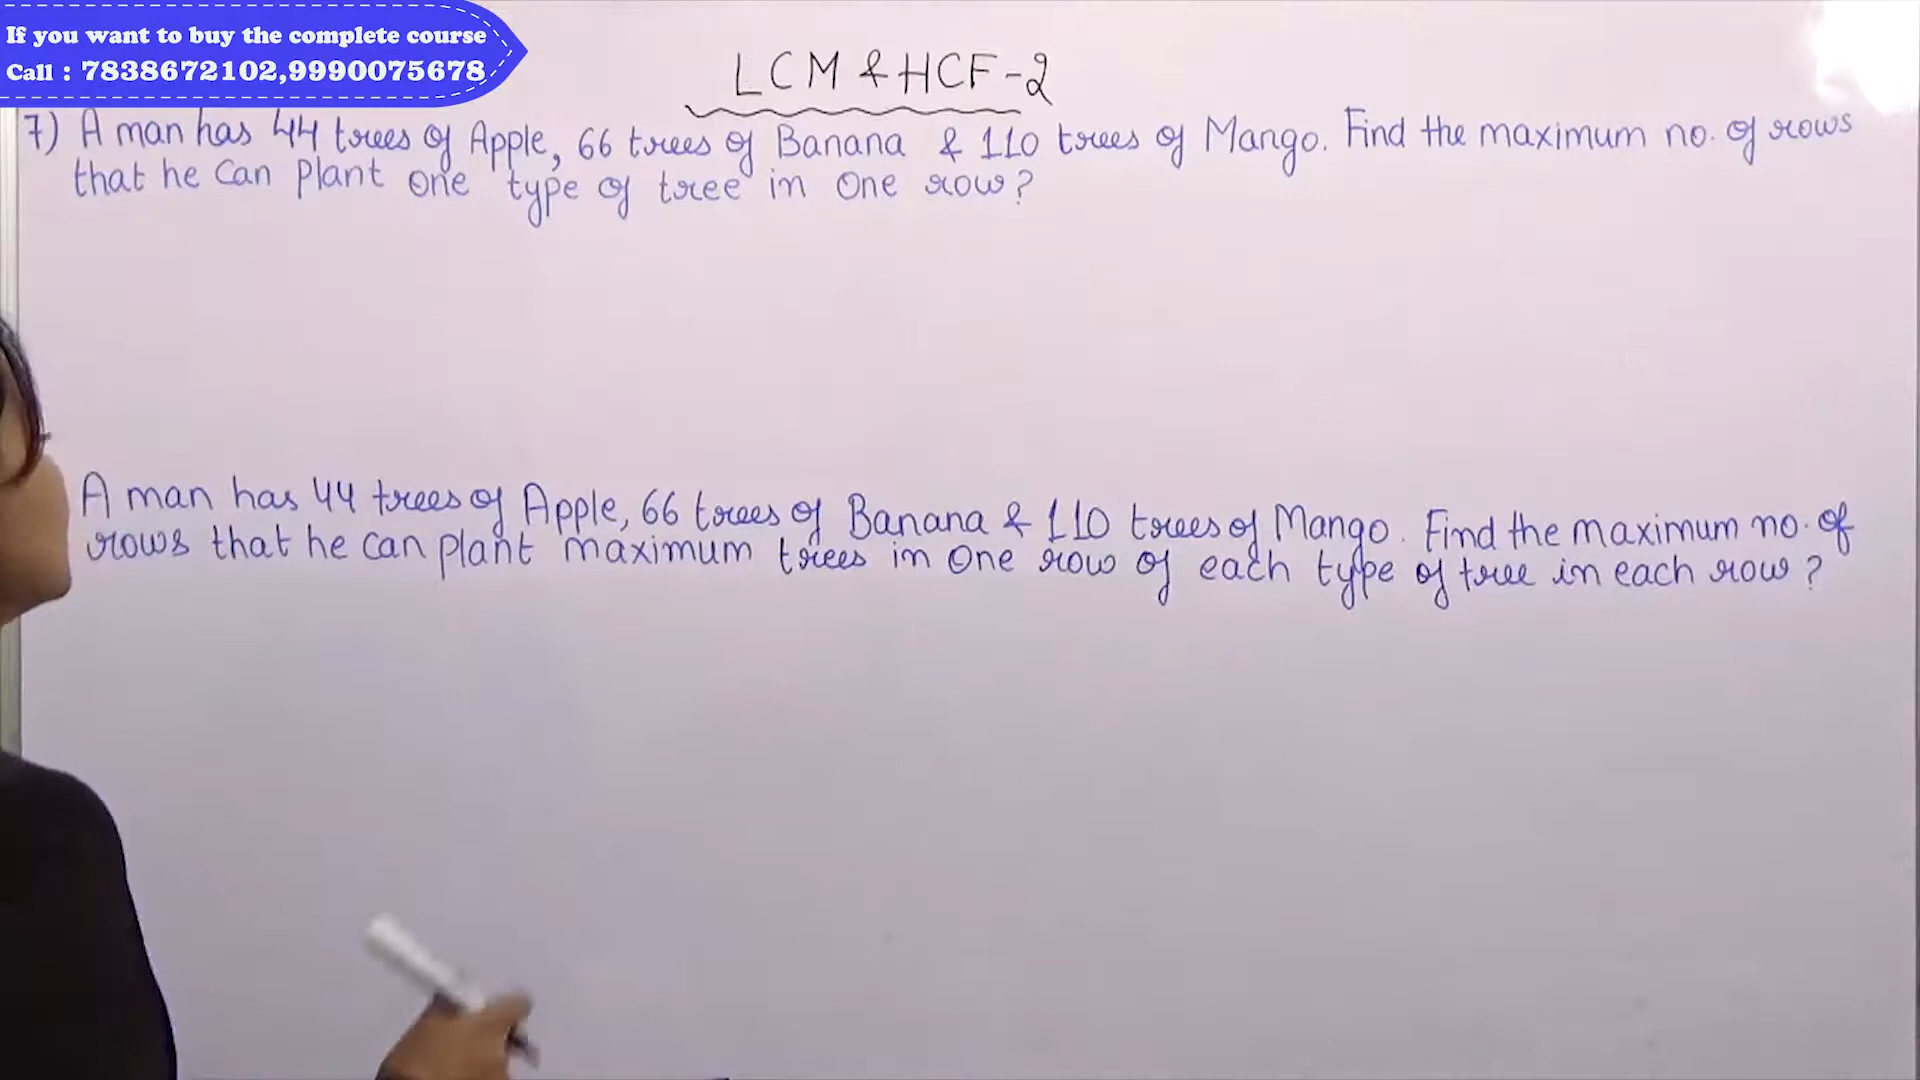 If you want to buy the complete course
Call : 7838672102,9990075678
LCM & HCF-2
7) A man has 44 trees of Apple, 66 trees of Banana & 110 trees of Mango. Find the maximum no. of rows
that he can plant one type of tree in one row?
A man has 44 trees of Apple, 66 trees of Banana & 110 trees of Mango. Find the maximum no. of
rows that he can plant maximum trees in one row of each type of tree in each row?